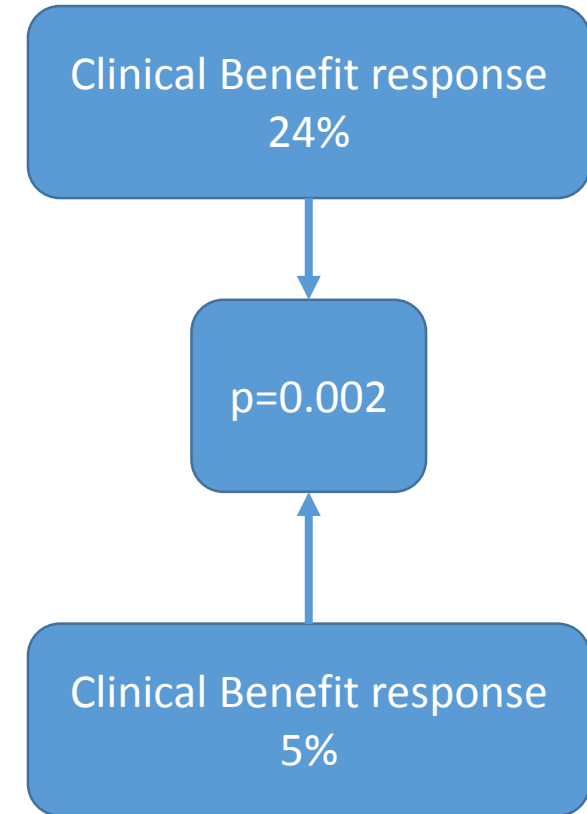 Clinical Benefit response
24%
p=0.002
Clinical Benefit response
5%